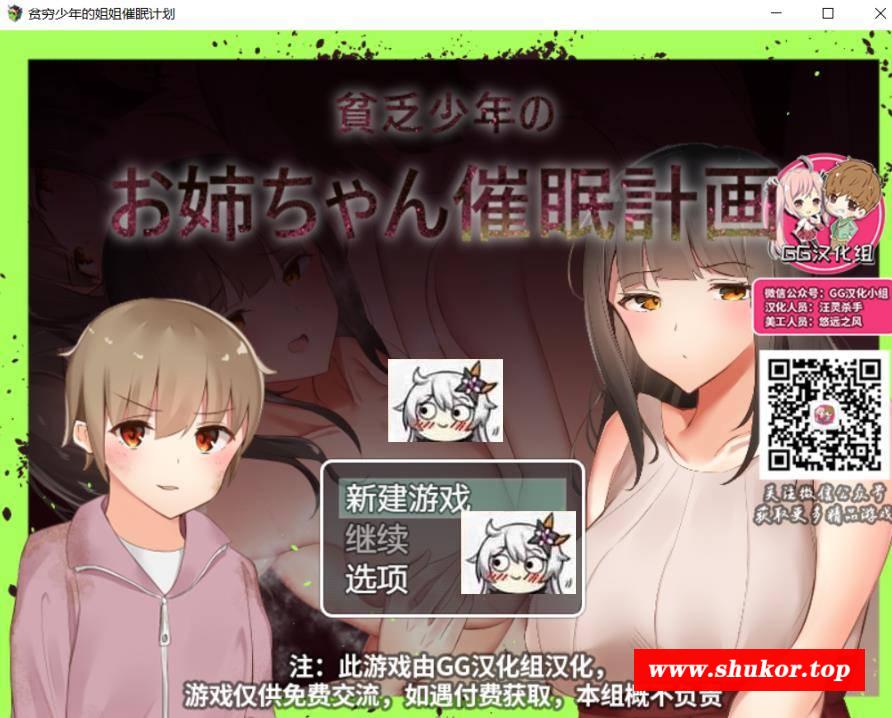 贫穷少年的姐姐催眠计划
貧乏少年の
お姉ちゃん催眠計画
GG汉化组
微信公众号：GG汉化小组
汉化人员：汪灵杀手
美工人员：悠远之风
关注微信公众号
获取更多精品游戏
新建游戏
继续
选项
注：此游戏由GG汉化组汉化，
游戏仅供免费交流，如遇付费获取，本组概不负责
www.shukor.top